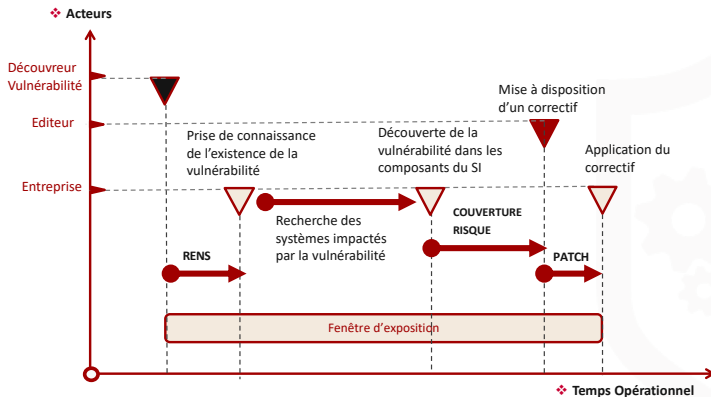 ❖ Acteurs
Découvreur
Vulnérabilité
Editeur
Entreprise
Prise de connaissance
de l'existence de la
vulnérabilité
Découverte de la
vulnérabilité dans les
composants du SI
Mise à disposition
d'un correctif
Application du
correctif
Recherche des
systèmes impactés
par la vulnérabilité
COUVERTURE
RISQUE
RENS
PATCH
Fenêtre d'exposition
❖ Temps Opérationnel